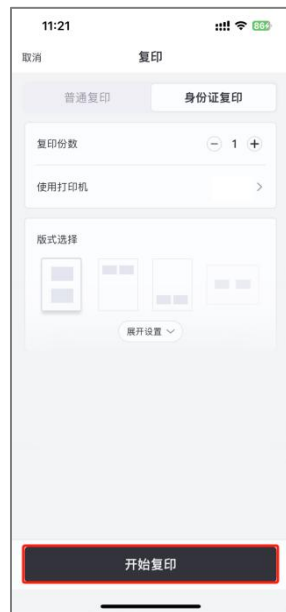 11:21 86
取消 复印
普通复印 身份证复印
复印份数 1
使用打印机
版式选择
展开设置
开始复印